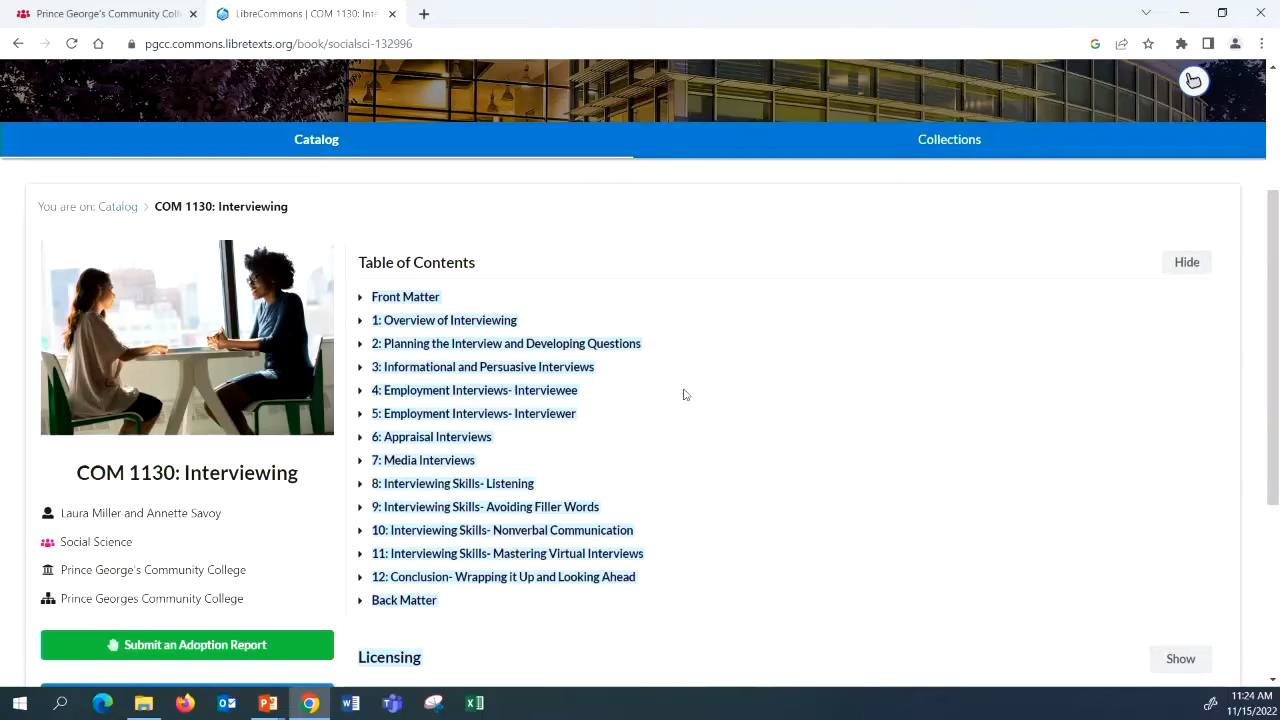 Prince George's Community Coll
LibreCommons | COM 1130: Inte
pgcc.commons.libretexts.org/book/socialsci-132996
Catalog
Collections
You are on: Catalog > COM 1130: Interviewing
Table of Contents
Hide
Front Matter
1: Overview of Interviewing
2: Planning the Interview and Developing Questions
3: Informational and Persuasive Interviews
4: Employment Interviews- Interviewee
5: Employment Interviews- Interviewer
6: Appraisal Interviews
7: Media Interviews
8: Interviewing Skills- Listening
9: Interviewing Skills- Avoiding Filler Words
10: Interviewing Skills- Nonverbal Communication
11: Interviewing Skills- Mastering Virtual Interviews
12: Conclusion- Wrapping it Up and Looking Ahead
Back Matter
COM 1130: Interviewing
Laura Miller and Annette Savoy
Social Science
Prince George's Community College
Prince Georges Community College
Submit an Adoption Report
Licensing
Show
11:24 AM
11/15/2022